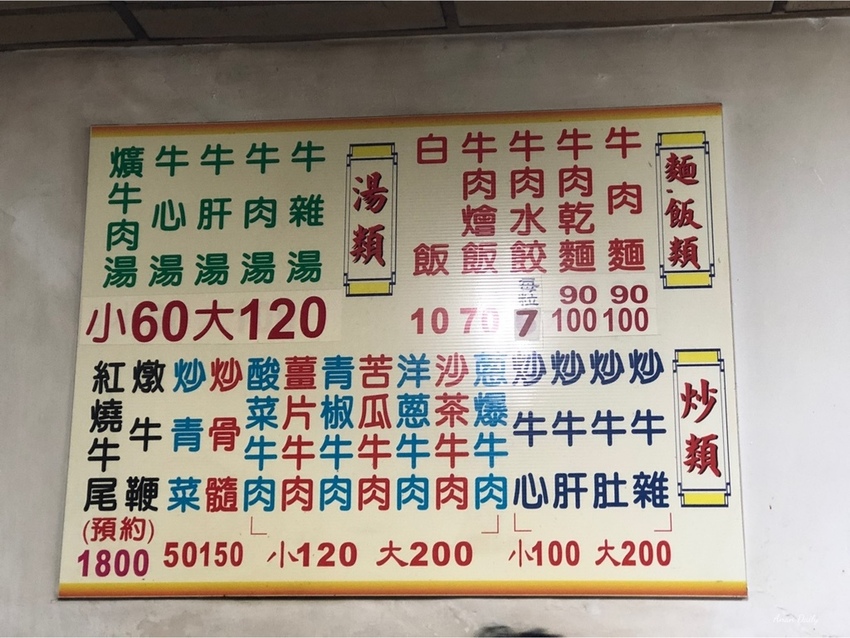 麵.飯類
牛肉麵
90
100
牛肉乾麵
90
100
牛肉水餃
每粒
7
牛肉燴飯
70
白飯
10
湯類
牛雜湯
牛肉湯
牛肝湯
牛心湯
爌牛肉湯
小60大120
炒類
炒牛雜
炒牛肚
炒牛肝
炒牛心
小100 大200
蔥爆牛肉
沙茶牛肉
洋蔥牛肉
苦瓜牛肉
青椒牛肉
薑片牛肉
酸菜牛肉
小120 大200
炒骨髓
150
炒青菜
50
燉牛鞭
紅燒牛尾
(預約)
1800